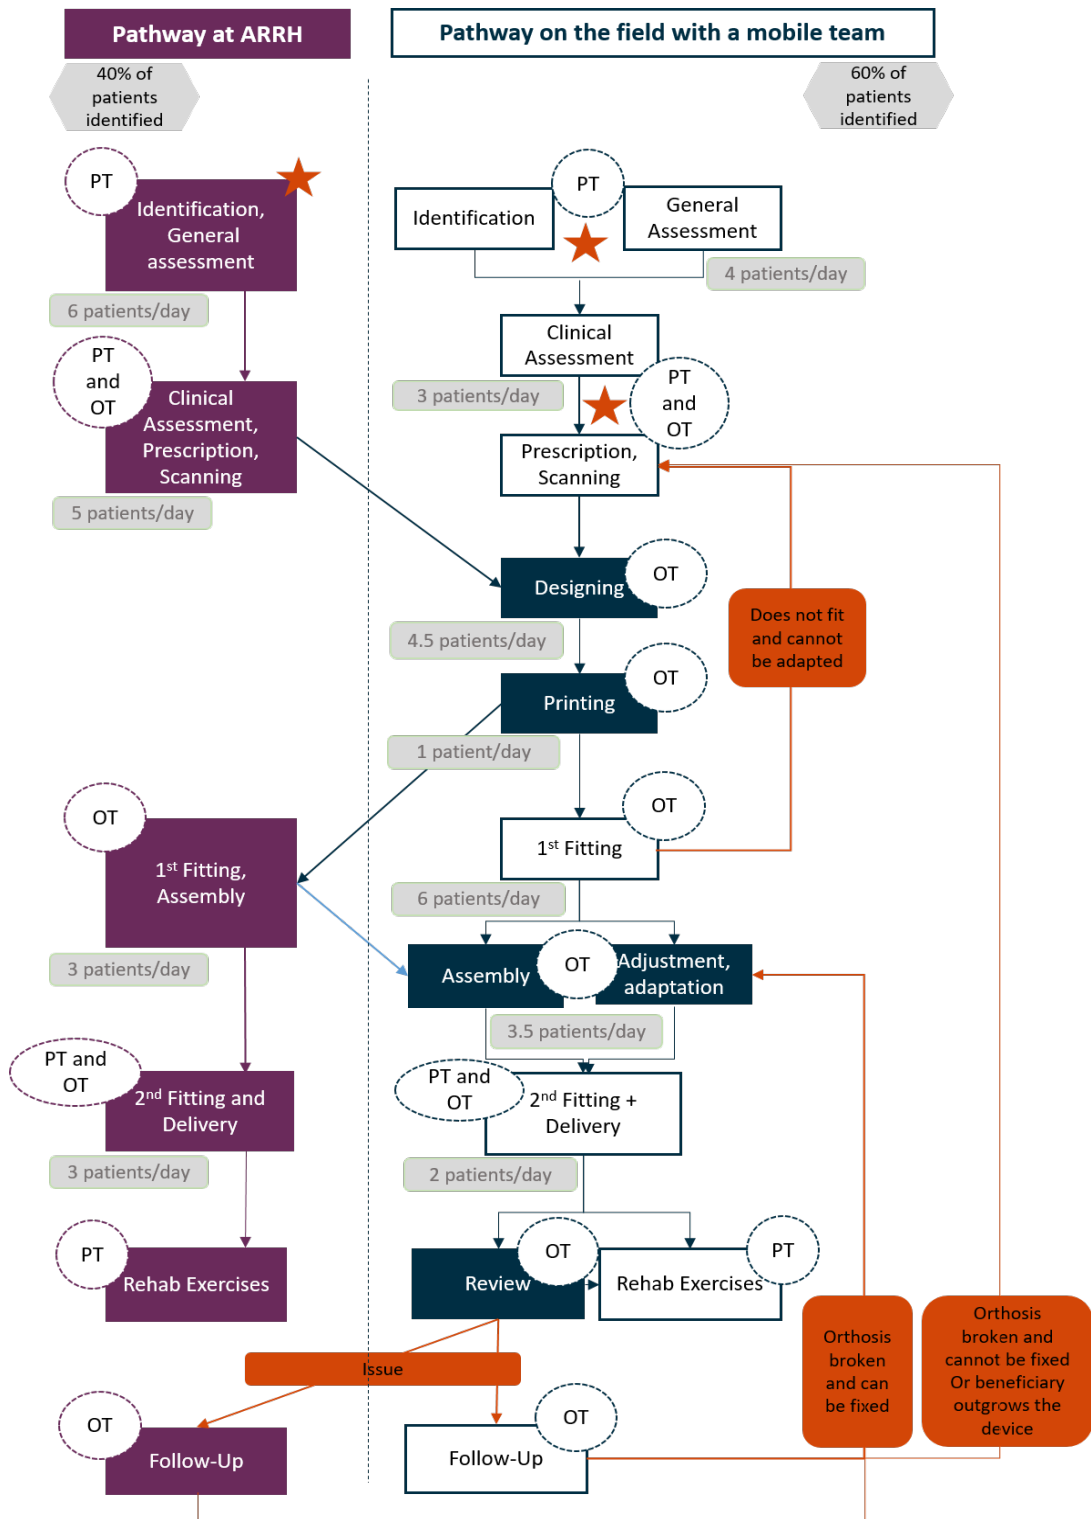 Pathway at ARRH
Pathway on the field with a mobile team
40% of
patients
identified
60% of
patients
identified
PT
Identification,
General
assessment
6 patients/day
PT
and
OT
Clinical
Assessment,
Prescription,
Scanning
5 patients/day
PT
Identification
General
Assessment
4 patients/day
Clinical
Assessment
3 patients/day
PT
and
OT
Prescription,
Scanning
OT
Designing
4.5 patients/day
OT
Printing
1 patient/day
Does not fit
and cannot
be adapted
OT
1st Fitting,
Assembly
3 patients/day
OT
1st Fitting
6 patients/day
OT
Assembly
Adjustment,
adaptation
3.5 patients/day
PT and
OT
2nd Fitting and
Delivery
3 patients/day
PT and
OT
2nd Fitting +
Delivery
2 patients/day
PT
Rehab Exercises
OT
Review
PT
Rehab Exercises
Issue
Orthosis
broken
and can
be fixed
Orthosis
broken and
cannot be fixed
Or beneficiary
outgrows the
device
OT
Follow-Up
OT
Follow-Up